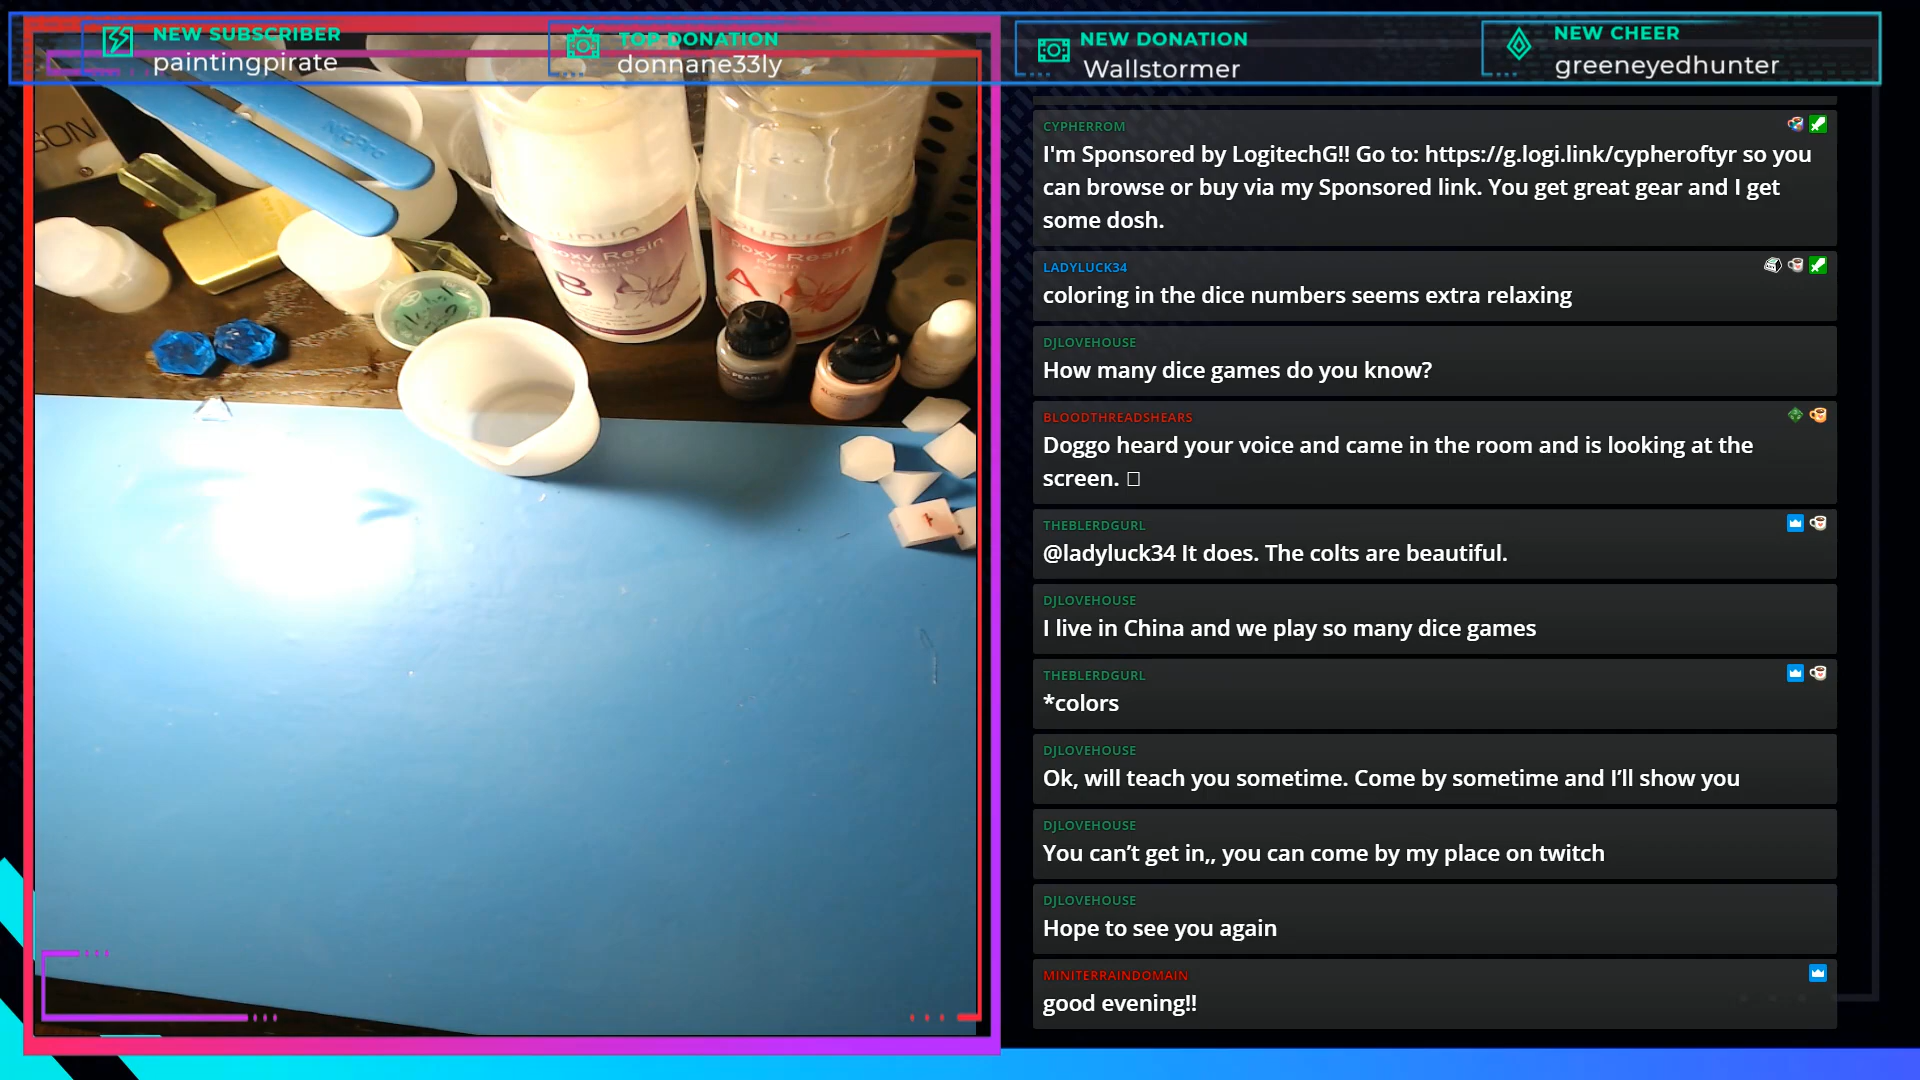 NEW SUBSCRIBER
paintingpirate
TOP DONATION
donnane33ly
NEW DONATION
Wallstormer
NEW CHEER
greeneyedhunter
SON
Nicpro
Epoxy Resin
Hardener
B
Epoxy Resin
Resin
A
PEARLS
CYPHERROM
I'm Sponsored by LogitechG!! Go to: https://g.logi.link/cypheroftyr so you
can browse or buy via my Sponsored link. You get great gear and I get
some dosh.
LADYLUCK34
coloring in the dice numbers seems extra relaxing
DJLOVEHOUSE
How many dice games do you know?
BLOODTHREADSHEARS
Doggo heard your voice and came in the room and is looking at the
screen.
THEBLERDGURL
@ladyluck34 It does. The colts are beautiful.
DJLOVEHOUSE
I live in China and we play so many dice games
THEBLERDGURL
*colors
DJLOVEHOUSE
Ok, will teach you sometime. Come by sometime and I’ll show you
DJLOVEHOUSE
You can’t get in,, you can come by my place on twitch
DJLOVEHOUSE
Hope to see you again
MINITERRAINDOMAIN
good evening!!